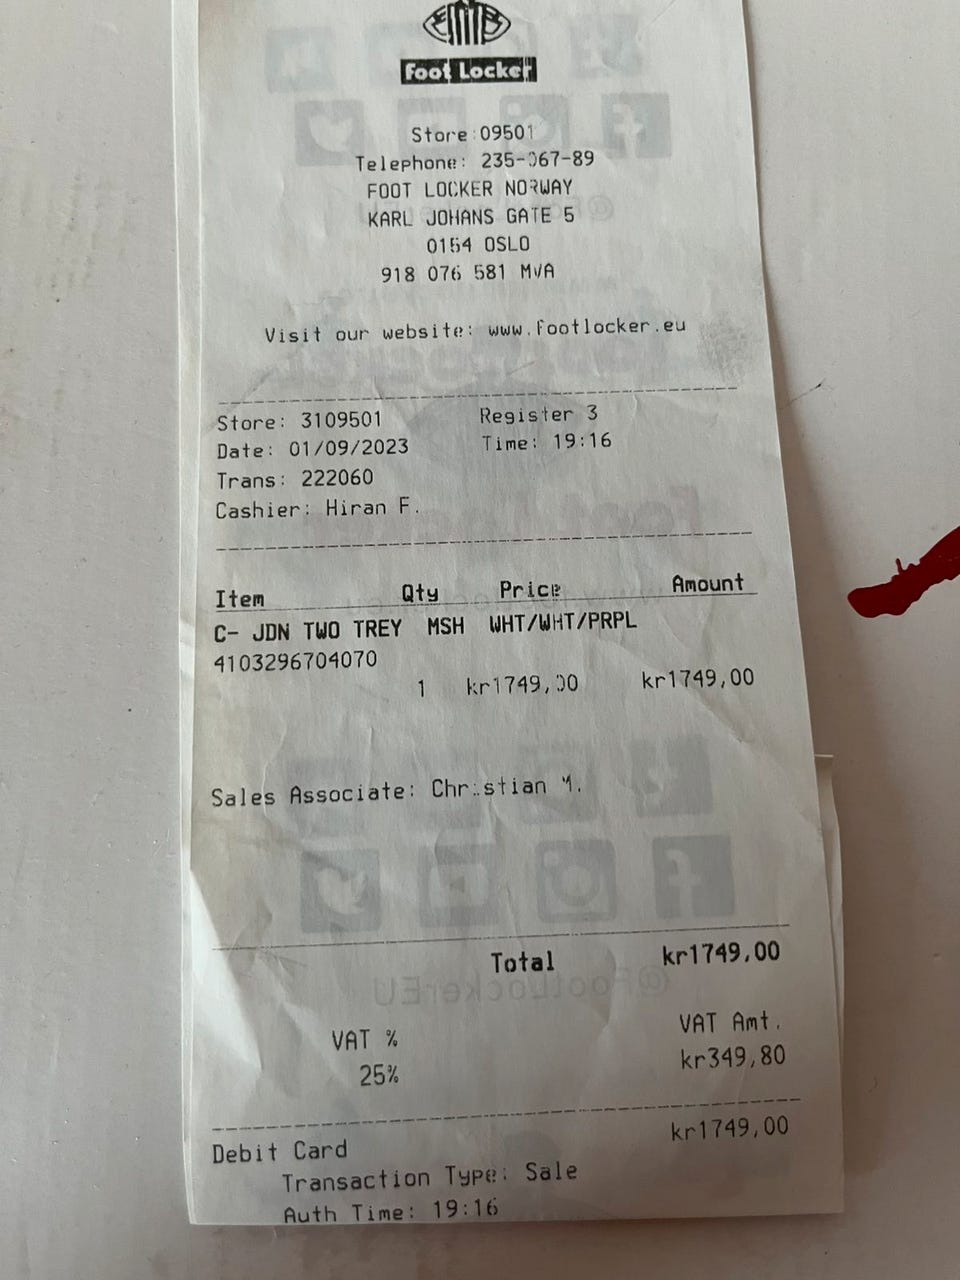 Foot Locker
Store:09501
Telephone: 235-067-89
FOOT LOCKER NORWAY
KARL JOHANS GATE 5
0154 OSLO
918 076 581 MVA
Visit our website: www.footlocker.eu
Store: 3109501 Register 3
Date: 01/09/2023 Time: 19:16
Trans: 222060
Cashier: Hiran F.
Item Qty Price Amount
C- JDN TWO TREY MSH WHT/WHT/PRPL
4103296704070
1 kr1749,00 kr1749,00
Sales Associate: Christian M.
Total kr1749,00
@FootlockerEU
VAT % VAT Amt.
25% kr349,80
Debit Card kr1749,00
Transaction Type: Sale
Auth Time: 19:16